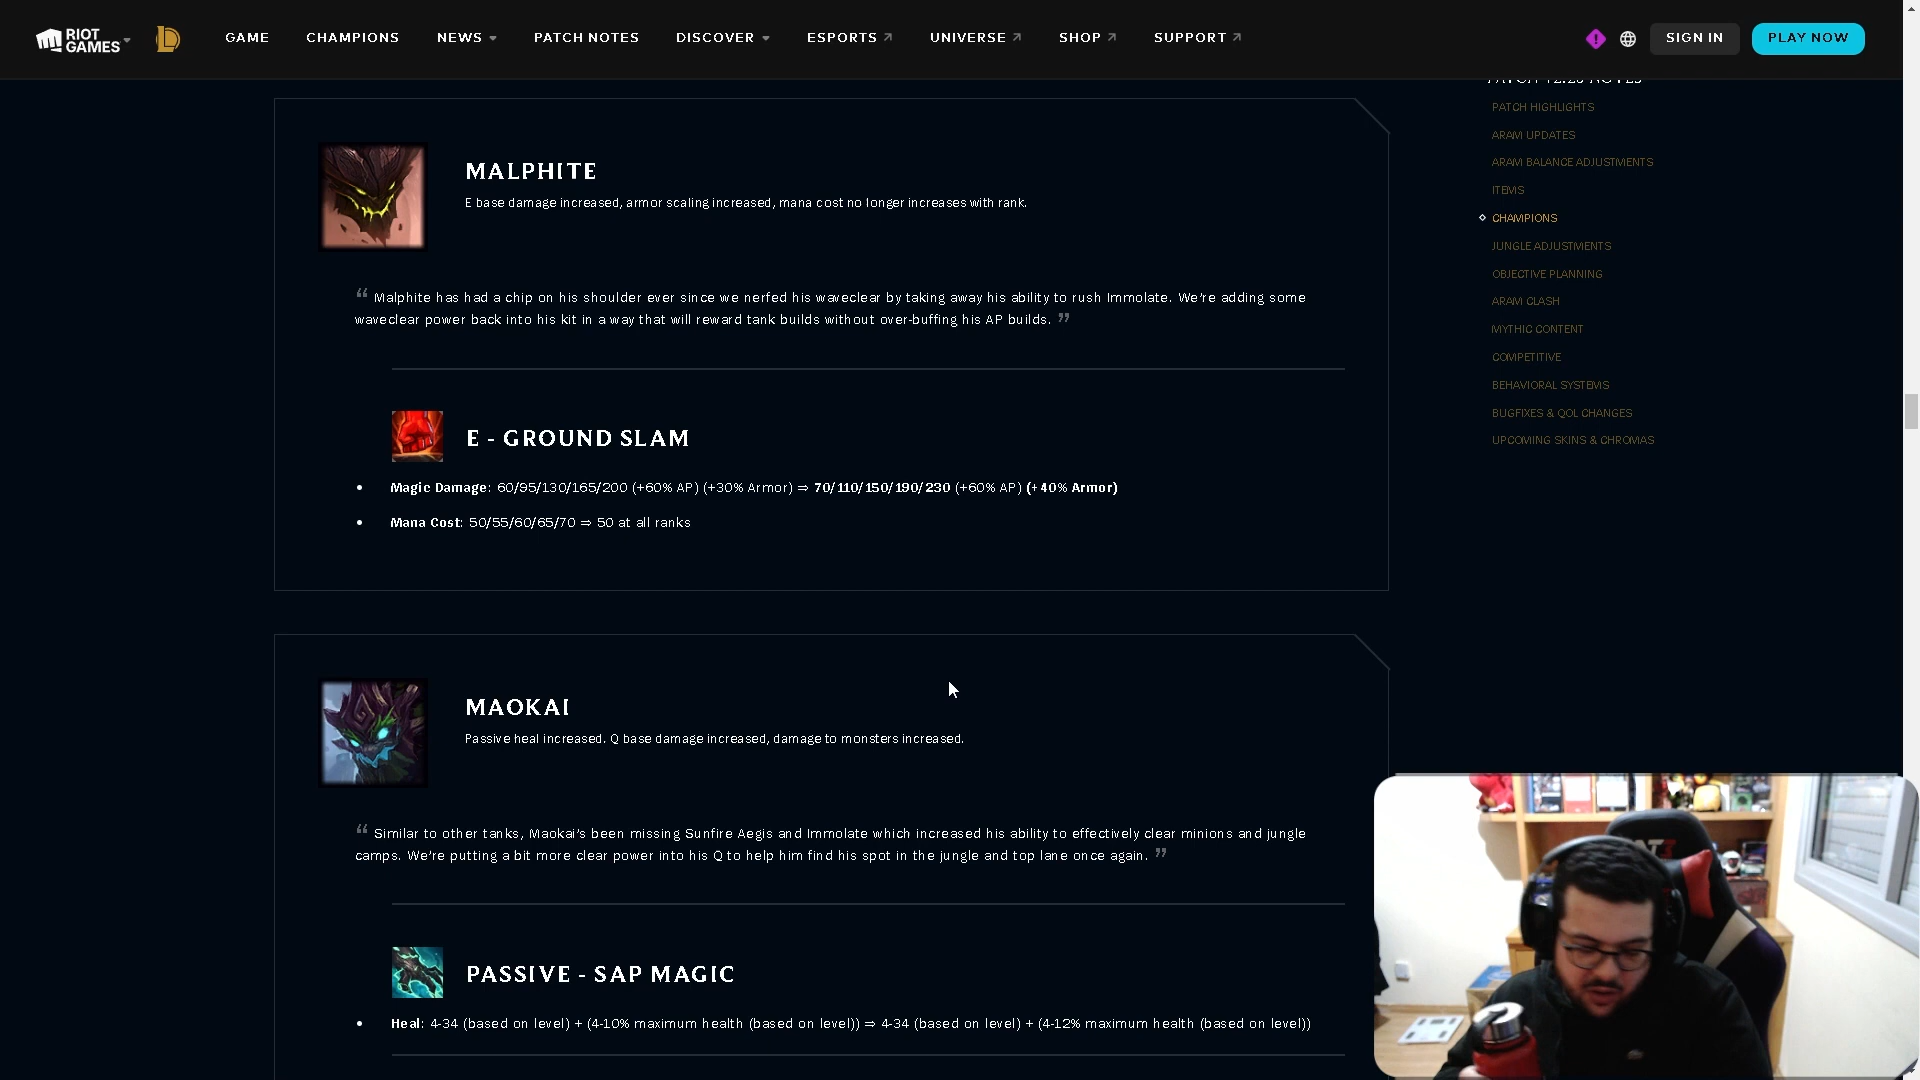 RIOT GAMES
GAME
CHAMPIONS
NEWS
PATCH NOTES
DISCOVER
ESPORTS
UNIVERSE
SHOP
SUPPORT
SIGN IN
PLAY NOW
MALPHITE
E base damage increased, armor scaling increased, mana cost no longer increases with rank.
“ Malphite has had a chip on his shoulder ever since we nerfed his waveclear by taking away his ability to rush Immolate. We’re adding some
waveclear power back into his kit in a way that will reward tank builds without over-buffing his AP builds. ”
E - GROUND SLAM
• Magic Damage: 60/95/130/165/200 (+60% AP) (+30% Armor) ⇒ 70/110/150/190/230 (+60% AP) (+40% Armor)
• Mana Cost: 50/55/60/65/70 ⇒ 50 at all ranks
MAOKAI
Passive heal increased. Q base damage increased, damage to monsters increased.
“ Similar to other tanks, Maokai’s been missing Sunfire Aegis and Immolate which increased his ability to effectively clear minions and jungle
camps. We’re putting a bit more clear power into his Q to help him find his spot in the jungle and top lane once again. ”
PASSIVE - SAP MAGIC
• Heal: 4-34 (based on level) + (4-10% maximum health (based on level)) ⇒ 4-34 (based on level) + (4-12% maximum health (based on level))
PATCH HIGHLIGHTS
ARAM UPDATES
ARAM BALANCE ADJUSTMENTS
ITEMS
CHAMPIONS
JUNGLE ADJUSTMENTS
OBJECTIVE PLANNING
ARAM CLASH
MYTHIC CONTENT
COMPETITIVE
BEHAVIORAL SYSTEMS
BUGFIXES & QOL CHANGES
UPCOMING SKINS & CHROMAS